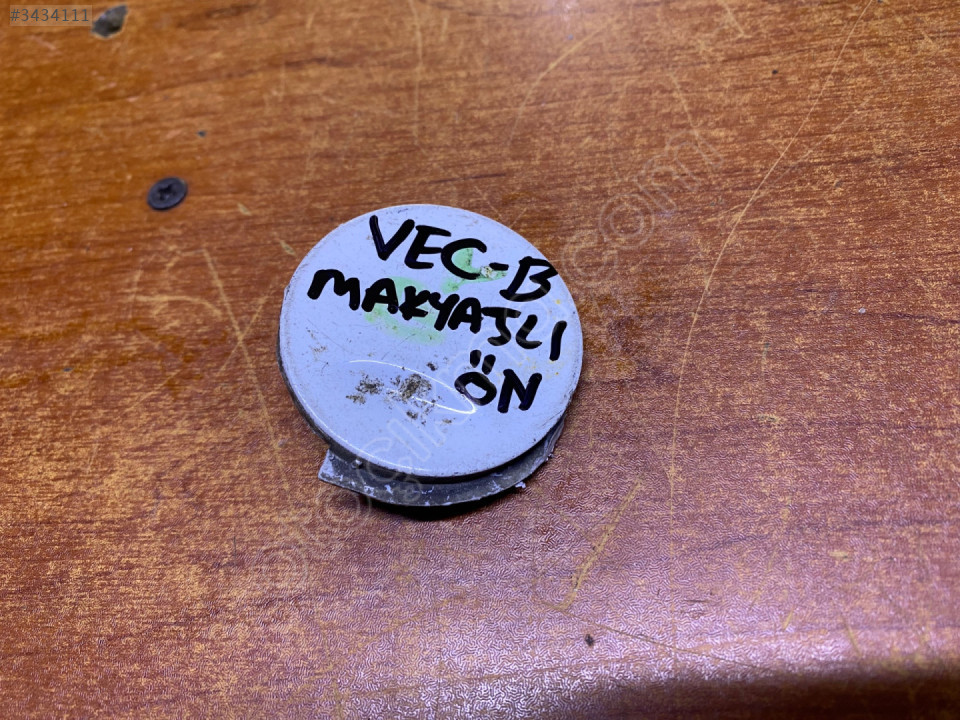 #3434111
VEC-B
MAKYAJLI
ÖN